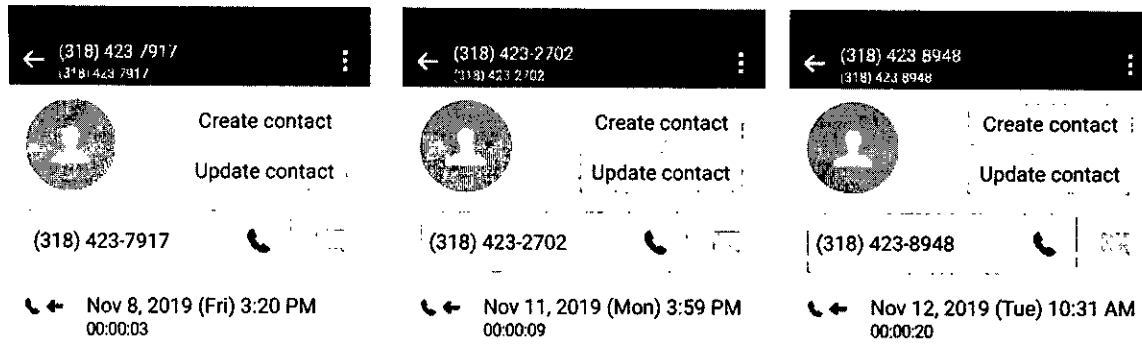 (318) 423 7917
(318) 423 7917
Create contact
Update contact
(318) 423-7917
Nov 8, 2019 (Fri) 3:20 PM
00:00:03
(318) 423-2702
(318) 423 2702
Create contact
Update contact
(318) 423-2702
Nov 11, 2019 (Mon) 3:59 PM
00:00:09
(318) 423 8948
(318) 423 8948
Create contact
Update contact
(318) 423-8948
Nov 12, 2019 (Tue) 10:31 AM
00:00:20